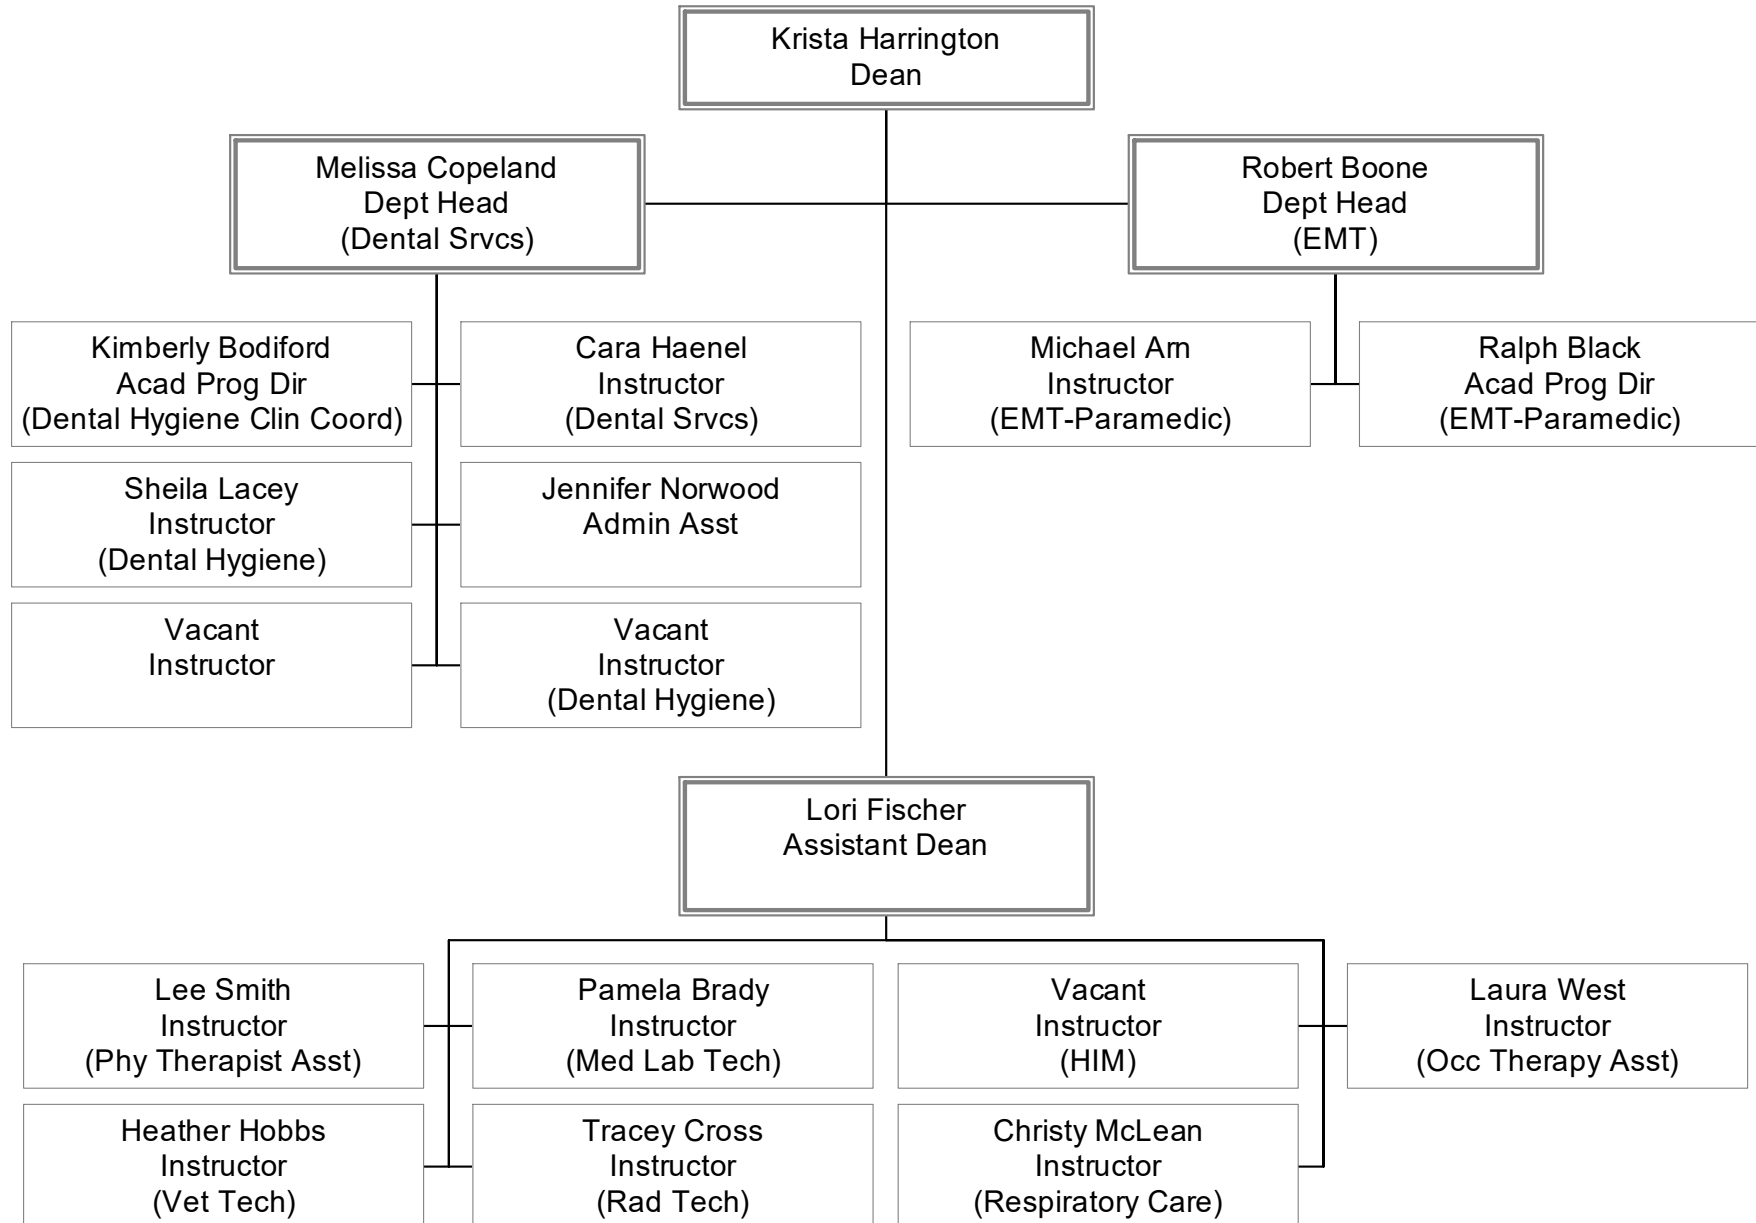 Krista Harrington
Dean
Melissa Copeland
Dept Head
(Dental Srvcs)
Robert Boone
Dept Head
(EMT)
Kimberly Bodiford
Acad Prog Dir
(Dental Hygiene Clin Coord)
Cara Haenel
Instructor
(Dental Srvcs)
Michael Arn
Instructor
(EMT-Paramedic)
Ralph Black
Acad Prog Dir
(EMT-Paramedic)
Sheila Lacey
Instructor
(Dental Hygiene)
Jennifer Norwood
Admin Asst
Vacant
Instructor
Vacant
Instructor
(Dental Hygiene)
Lori Fischer
Assistant Dean
Lee Smith
Instructor
(Phy Therapist Asst)
Pamela Brady
Instructor
(Med Lab Tech)
Vacant
Instructor
(HIM)
Laura West
Instructor
(Occ Therapy Asst)
Heather Hobbs
Instructor
(Vet Tech)
Tracey Cross
Instructor
(Rad Tech)
Christy McLean
Instructor
(Respiratory Care)